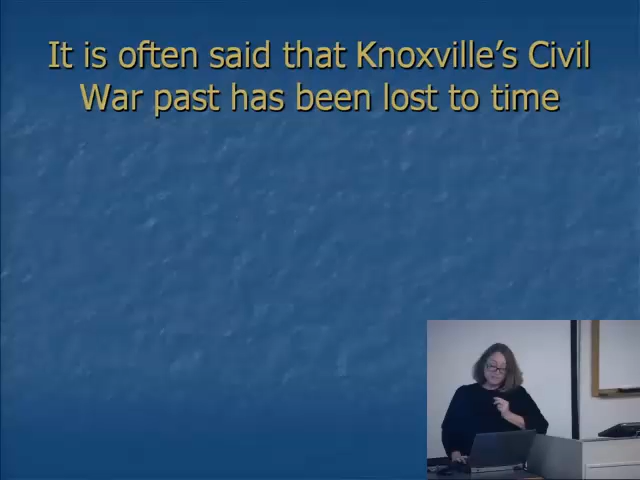 It is often said that Knoxville’s Civil
War past has been lost to time